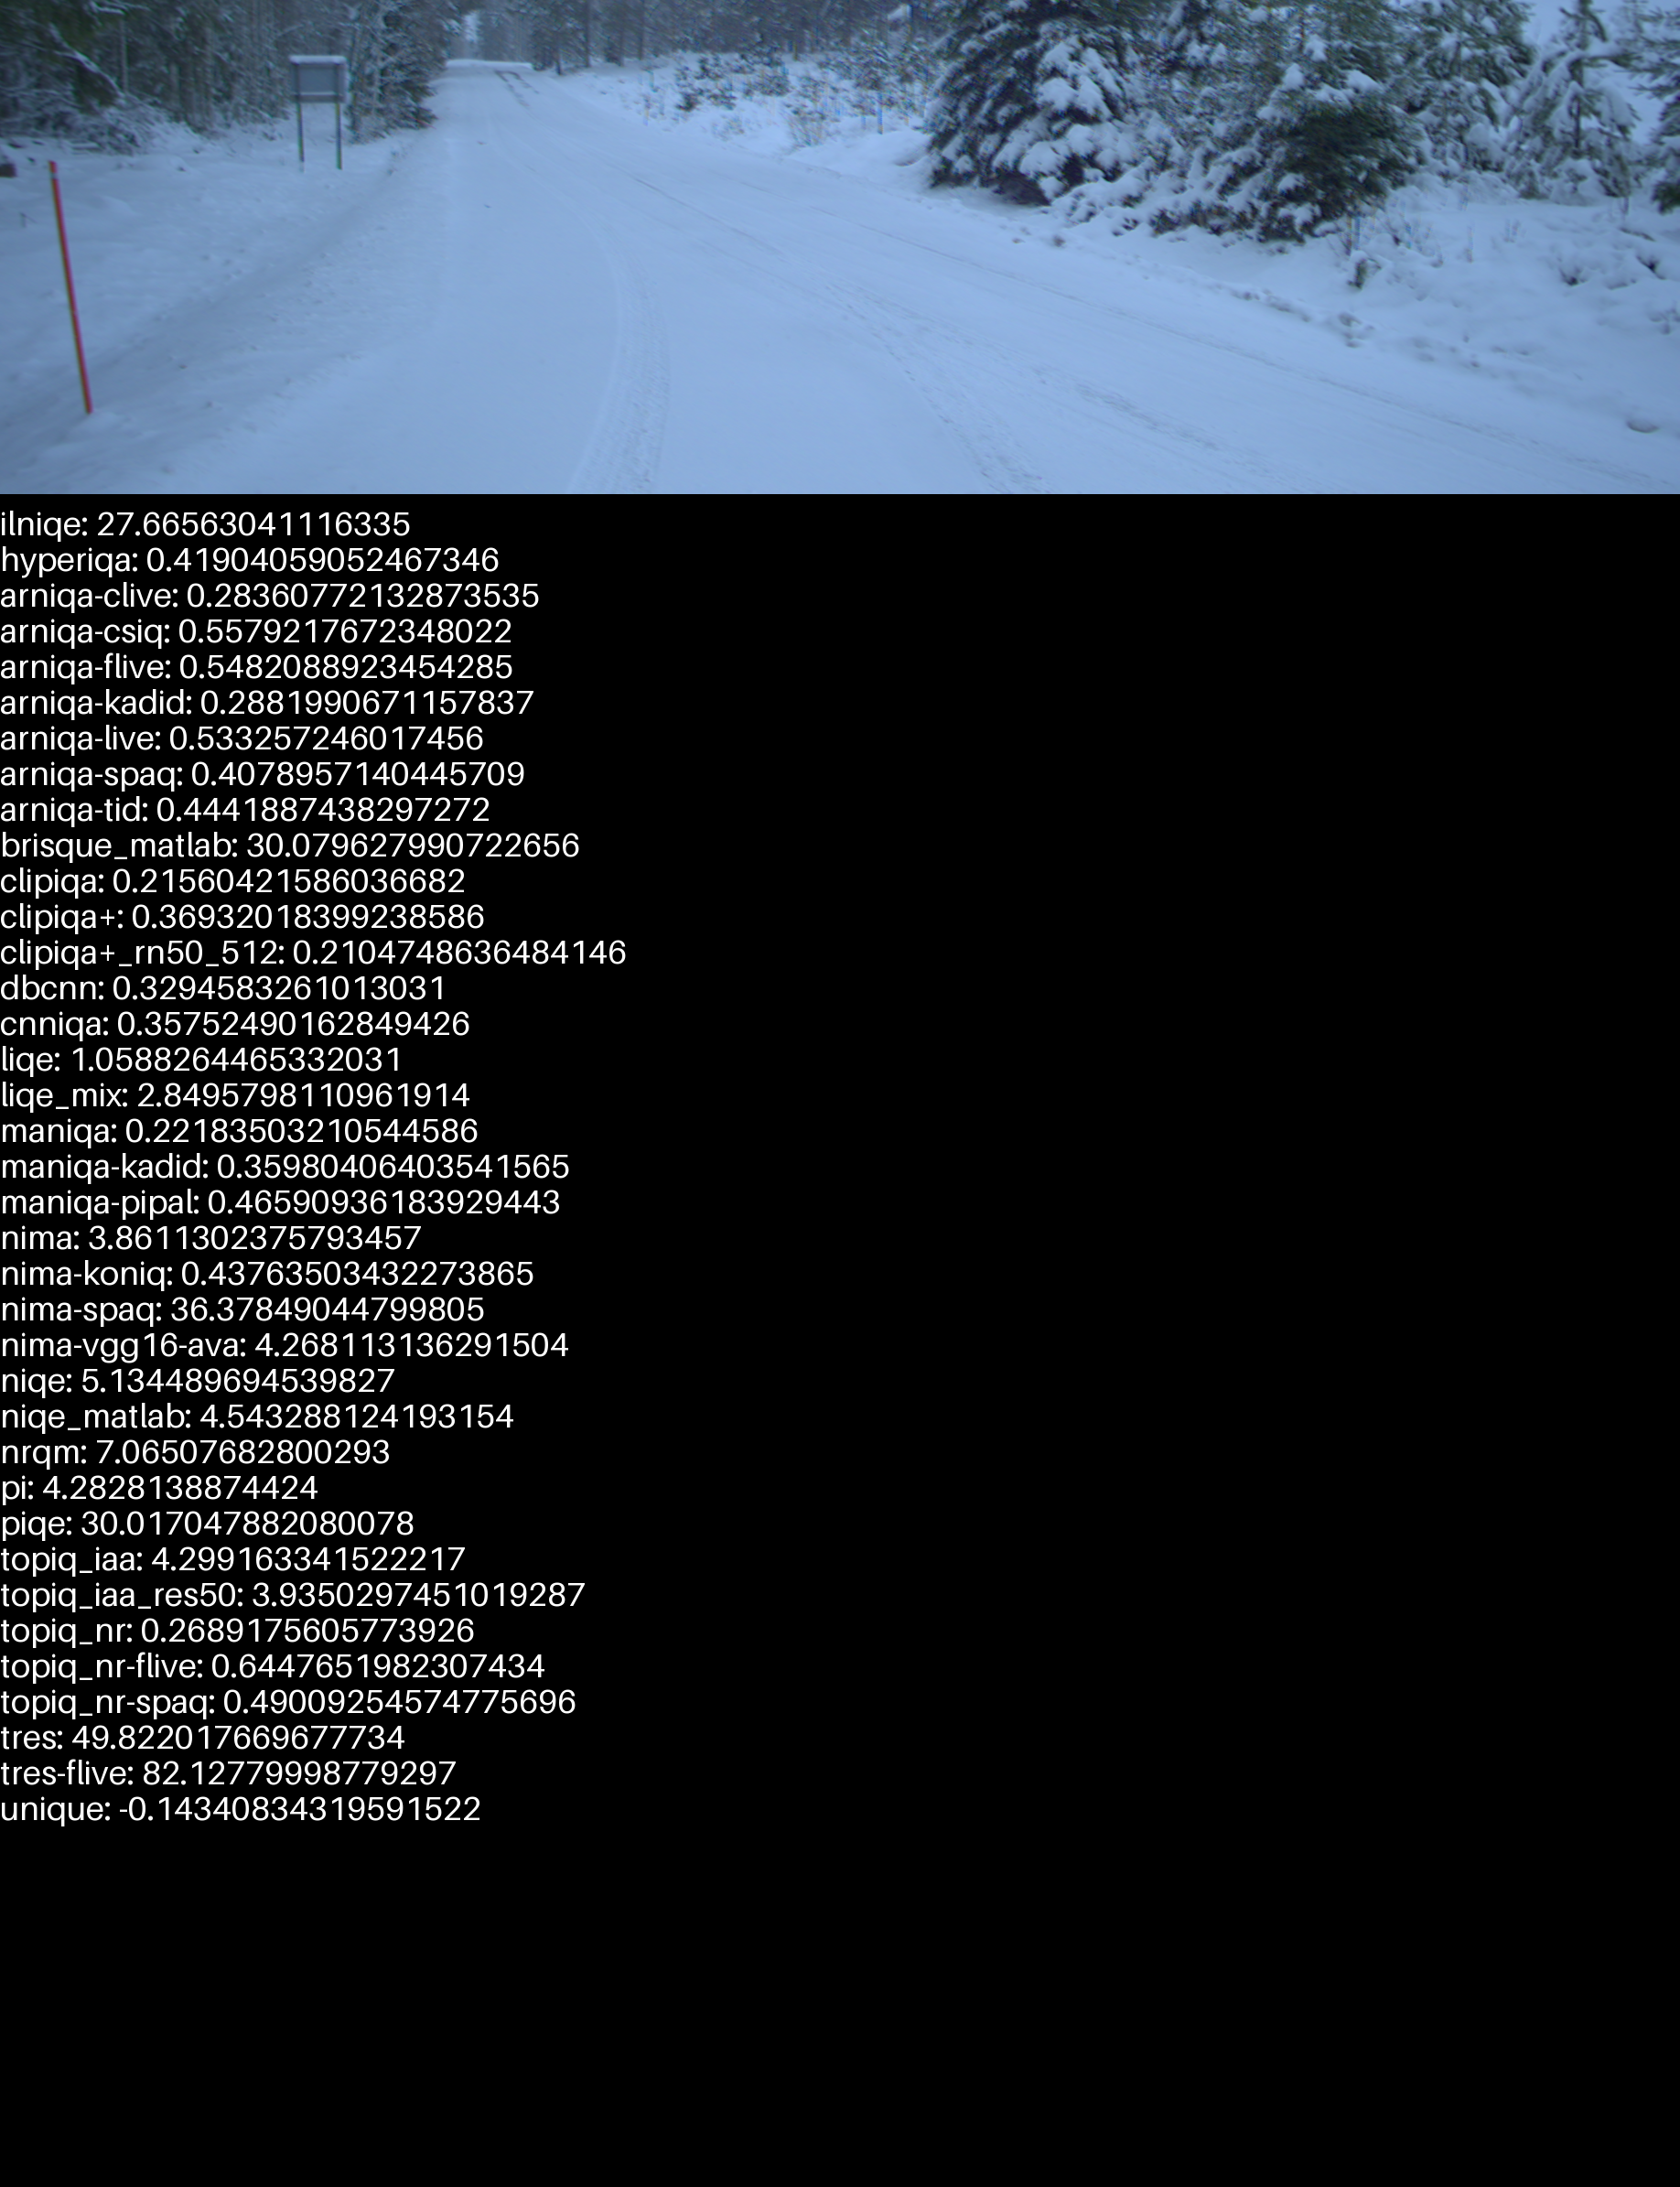 ilniqe: 27.66563041116335
hyperiqa: 0.41904059052467346
arniqa-clive: 0.28360772132873535
arniqa-csiq: 0.5579217672348022
arniqa-flive: 0.5482088923454285
arniqa-kadid: 0.2881990671157837
arniqa-live: 0.533257246017456
arniqa-spaq: 0.4078957140445709
arniqa-tid: 0.4441887438297272
brisque_matlab: 30.079627990722656
clipiqa: 0.21560421586036682
clipiqa+: 0.36932018399238586
clipiqa+_rn50_512: 0.2104748636484146
dbcnn: 0.3294583261013031
cnniqa: 0.35752490162849426
liqe: 1.0588264465332031
liqe_mix: 2.8495798110961914
maniqa: 0.22183503210544586
maniqa-kadid: 0.35980406403541565
maniqa-pipal: 0.46590936183929443
nima: 3.8611302375793457
nima-koniq: 0.43763503432273865
nima-spaq: 36.37849044799805
nima-vgg16-ava: 4.268113136291504
niqe: 5.134489694539827
niqe_matlab: 4.543288124193154
nrqm: 7.06507682800293
pi: 4.2828138874424
piqe: 30.017047882080078
topiq_iaa: 4.299163341522217
topiq_iaa_res50: 3.9350297451019287
topiq_nr: 0.2689175605773926
topiq_nr-flive: 0.6447651982307434
topiq_nr-spaq: 0.49009254574775696
tres: 49.822017669677734
tres-flive: 82.12779998779297
unique: -0.14340834319591522